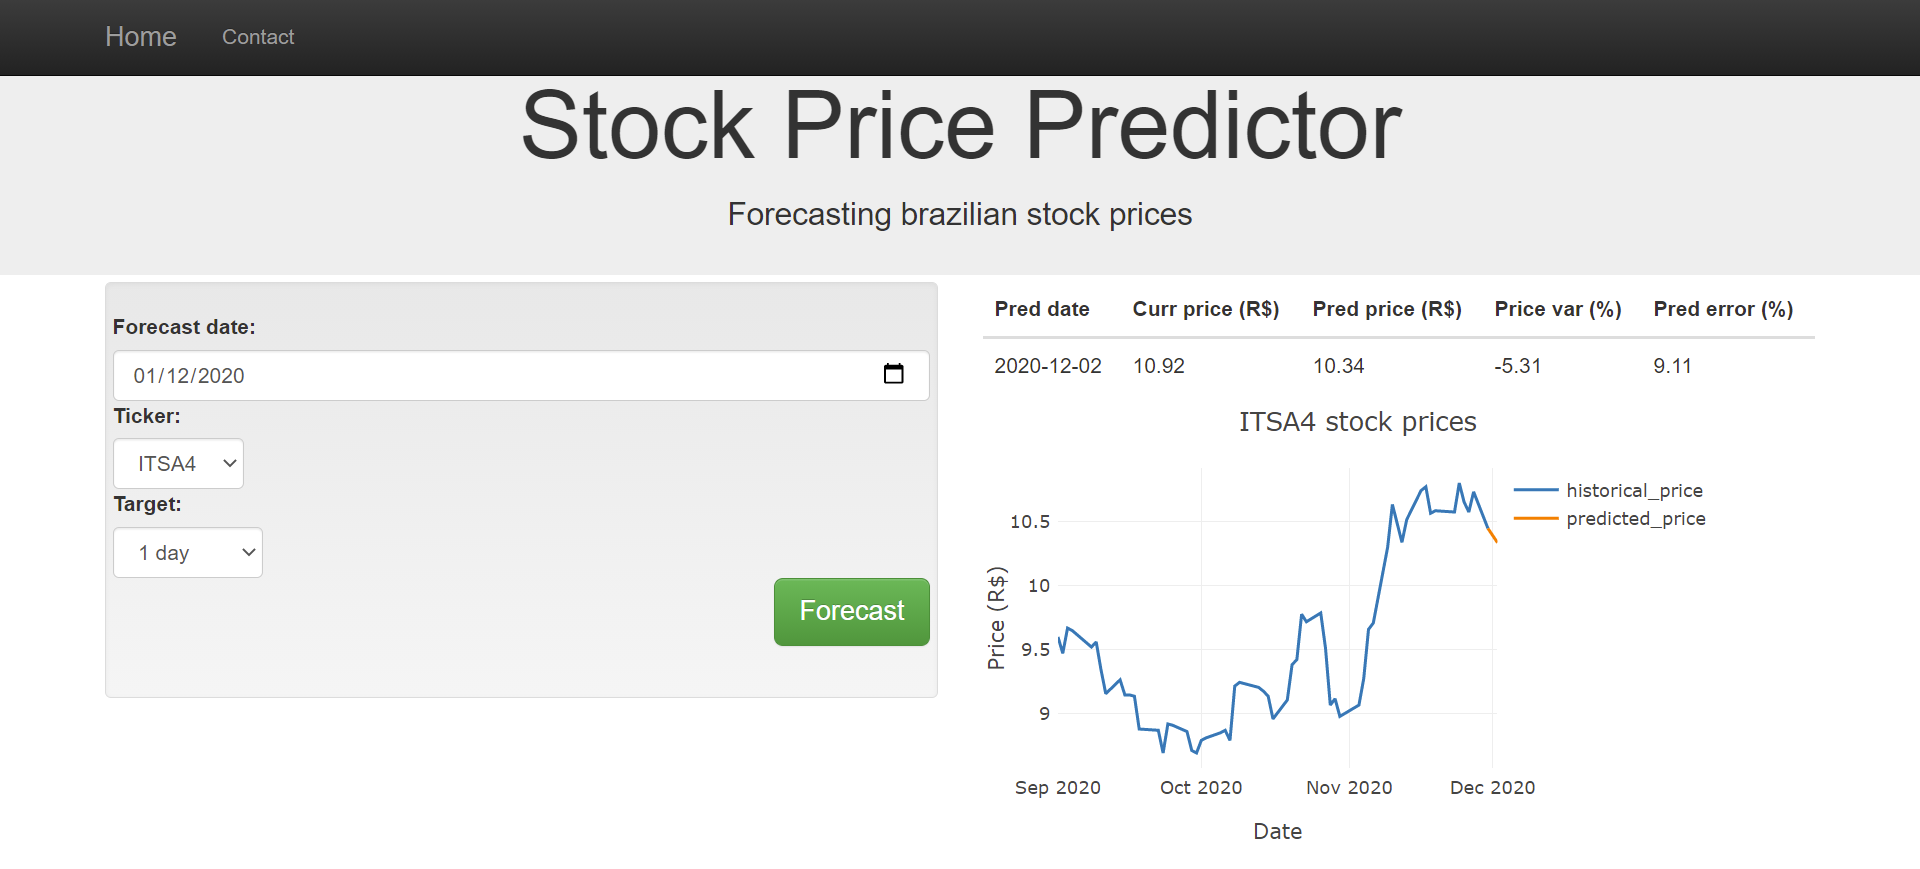 Home Contact
Stock Price Predictor
Forecasting brazilian stock prices
Forecast date:
01/12/2020
Ticker:
ITSA4
Target:
1 day
Forecast
Pred date Curr price (R$) Pred price (R$) Price var (%) Pred error (%)
2020-12-02 10.92 10.34 -5.31 9.11
ITSA4 stock prices
historical_price
predicted_price
10.5
10
9.5
9
Price (R$)
Sep 2020 Oct 2020 Nov 2020 Dec 2020
Date